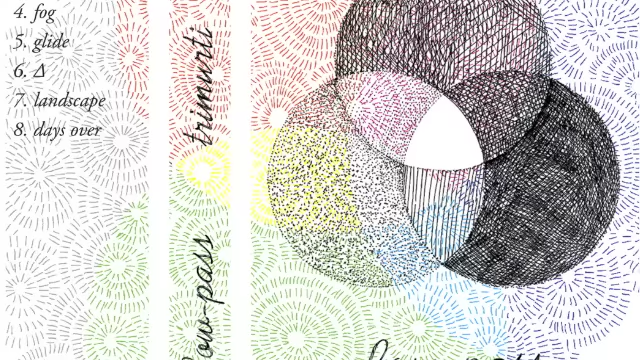 4. fog
5. glide
6. Δ
7. landscape
8. days over
trimurti